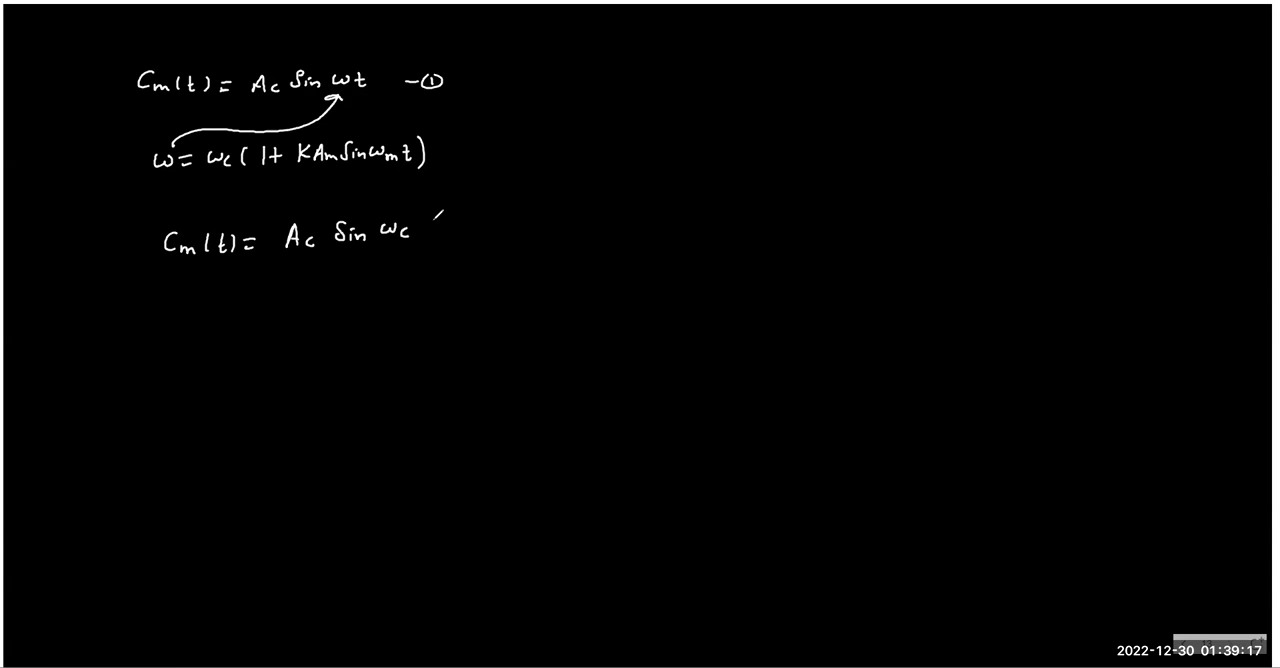 Cm(t) = Ac Sin ωt — ①
ω = ωc ( 1 + KAm Sin ωm t )
Cm(t) = Ac Sin ωc
2022-12-30 01:39:17